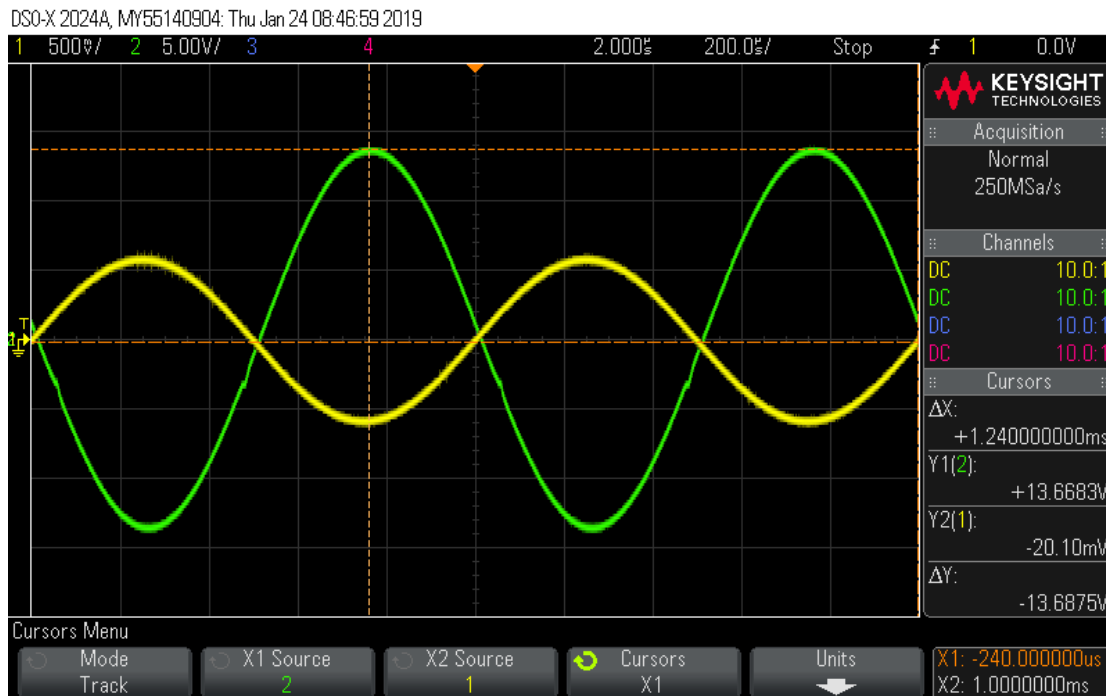 DSO-X 2024A, MY55140904: Thu Jan 24 08:46:59 2019
1 500mV/ 2 5.00V/ 3 4 2.000s 200.0s/ Stop 1 0.0V
KEYSIGHT
TECHNOLOGIES
Acquisition
Normal
250MSa/s
Channels
DC 10.0:1
DC 10.0:1
DC 10.0:1
DC 10.0:1
Cursors
ΔX:
+1.240000000ms
Y1(2):
+13.6683V
Y2(1):
-20.10mV
ΔY:
-13.6875V
T
Cursors Menu
Mode
Track
X1 Source
2
X2 Source
1
Cursors
X1
Units
X1: -240.000000us
X2: 1.0000000ms